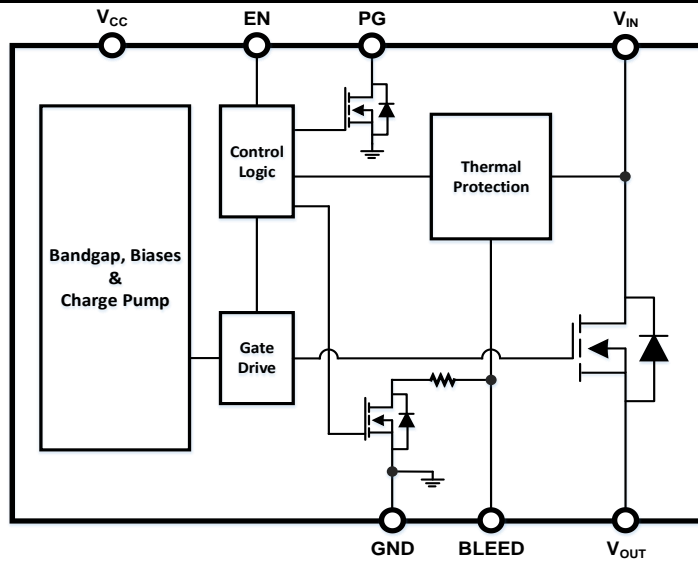 VCC
EN
PG
VIN
Control
Logic
Thermal
Protection
Bandgap, Biases
&
Charge Pump
Gate
Drive
GND
BLEED
VOUT